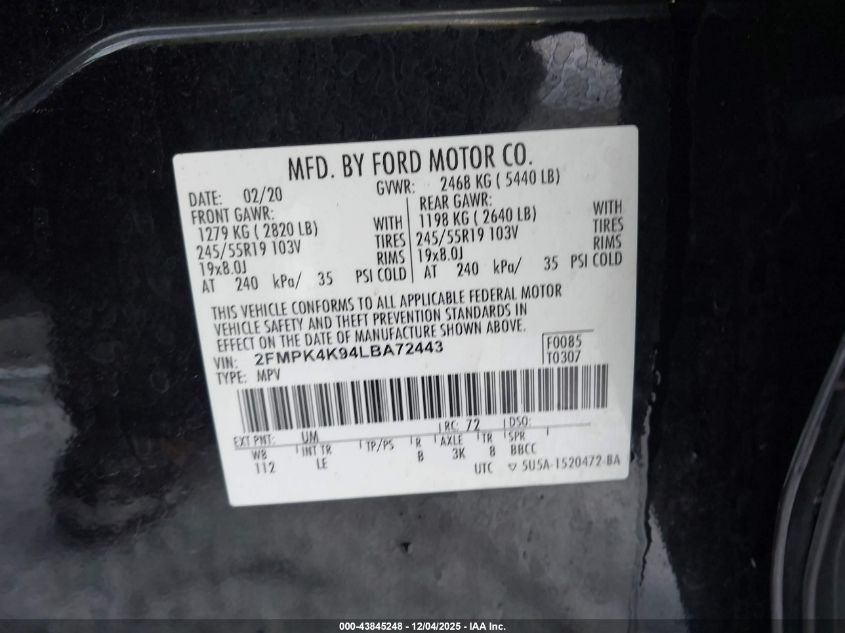 MFD. BY FORD MOTOR CO.
DATE: 02/20 GVWR: 2468 KG ( 5440 LB)
FRONT GAWR: REAR GAWR:
1279 KG ( 2820 LB) WITH 1198 KG ( 2640 LB) WITH
245/55R19 103V TIRES 245/55R19 103V TIRES
19x8.0J RIMS 19x8.0J RIMS
AT 240 kPa/ 35 PSI COLD AT 240 kPa/ 35 PSI COLD
THIS VEHICLE CONFORMS TO ALL APPLICABLE FEDERAL MOTOR
VEHICLE SAFETY AND THEFT PREVENTION STANDARDS IN
EFFECT ON THE DATE OF MANUFACTURE SHOWN ABOVE.
VIN: 2FMPK4K94LBA72443 F0085
TYPE: MPV T0307
EXT PNT: UM RC: 72 DSO:
WB INT TR TP/PS R AXLE TR SPR
112 LE B 3K 8 BBCC
UTC 5U5A-1520472-BA
000-43845248 - 12/04/2025 - IAA Inc.